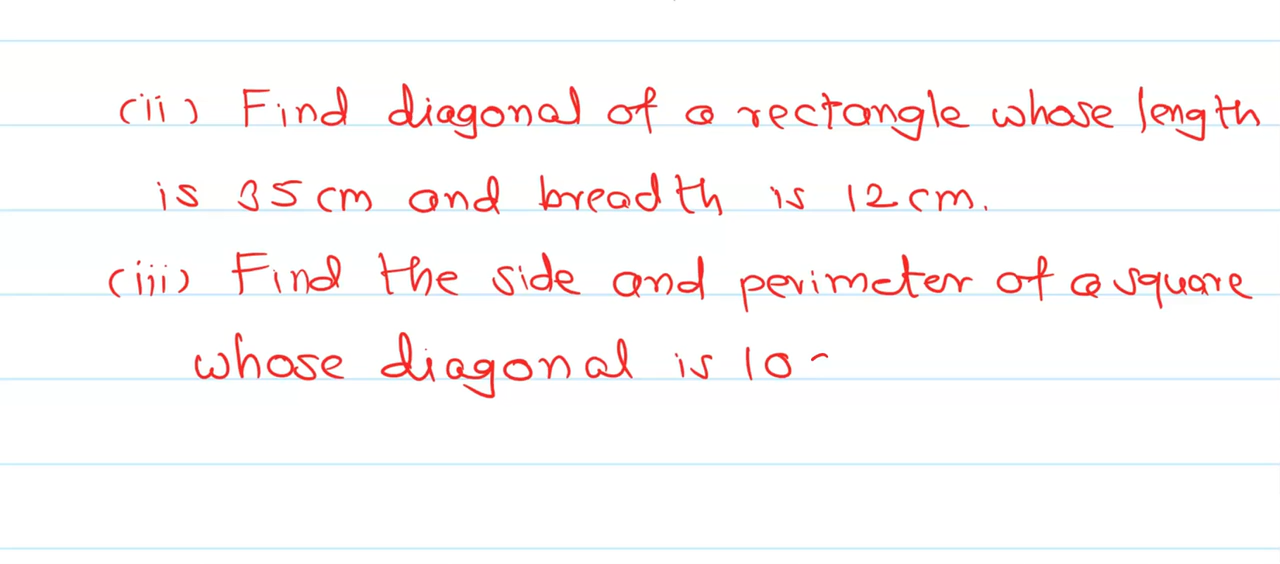 (ii) Find diagonal of a rectangle whose length
is 35 cm and breadth is 12 cm.
(iii) Find the side and perimeter of a square
whose diagonal is 10